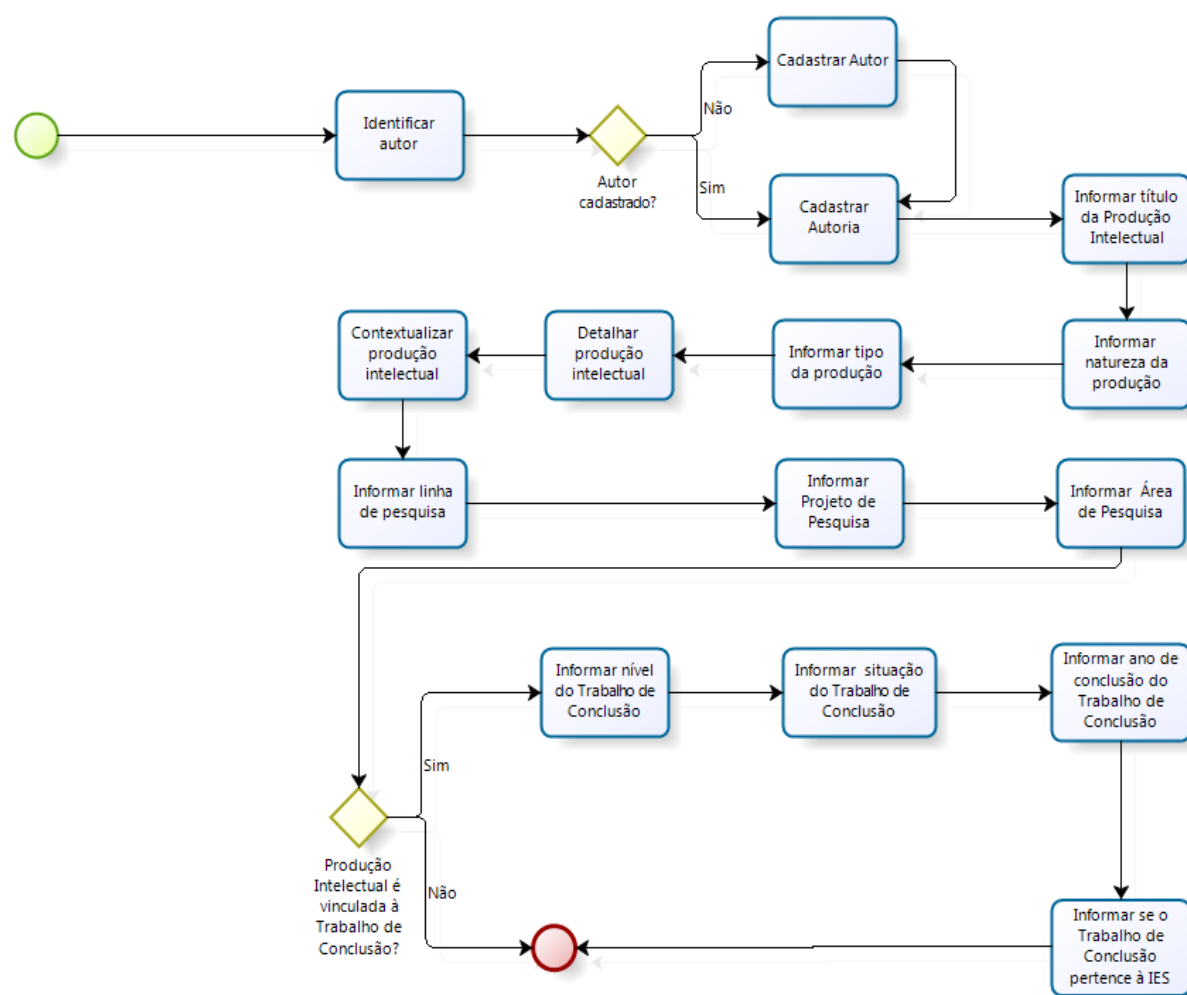 Identificar
autor
Autor
cadastrado?
Não
Sim
Cadastrar Autor
Cadastrar
Autoria
Informar título
da Produção
Intelectual
Informar
natureza da
produção
Informar tipo
da produção
Detalhar
produção
intelectual
Contextualizar
produção
intelectual
Informar linha
de pesquisa
Informar
Projeto de
Pesquisa
Informar Área
de Pesquisa
Produção
Intelectual é
vinculada à
Trabalho de
Conclusão?
Sim
Não
Informar nível
do Trabalho de
Conclusão
Informar situação
do Trabalho de
Conclusão
Informar ano de
conclusão do
Trabalho de
Conclusão
Informar se o
Trabalho de
Conclusão
pertence à IES